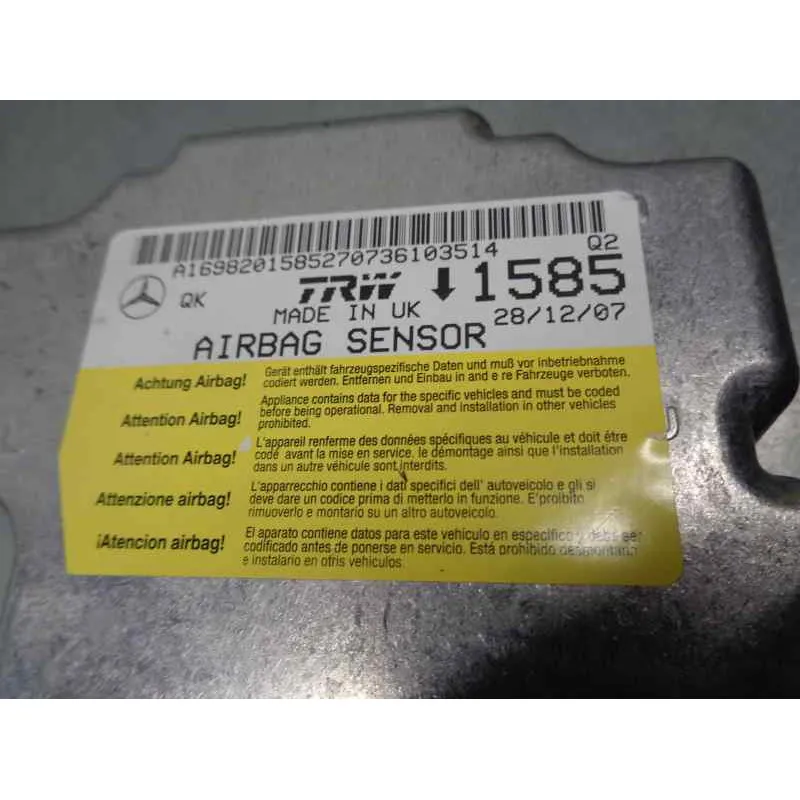 A1698201585270736103514
Q2
QK
TRW
1585
MADE IN UK
28/12/07
AIRBAG SENSOR
Achtung Airbag!
Gerät enthält fahrzeugspezifische Daten und muß vor inbetriebnahme
codiert werden. Entfernen und Einbau in and e re Fahrzeuge verboten.
Attention Airbag!
Appliance contains data for the specific vehicles and must be coded
before being operational. Removal and installation in other vehicles
prohibited.
Attention Airbag!
L'appareil renferme des données spécifiques au véhicule et doit être
codé avant la mise en service, le démontage ainsi que l'installation
dans un autre véhicule sont interdits.
Attenzione airbag!
L'apparecchio contiene i dati specifici dell' autoveicolo e gli si
deve dare un codice prima di metterlo in funzione. E'proibito
rimuoverlo e montario su un altro autoveicolo.
¡Atencion airbag!
El aparato contiene datos para este vehículo en especifico y debe ser
codificado antes de ponerse en servicio. Está prohibido desmontarla
e instalario en otris vehiculos.